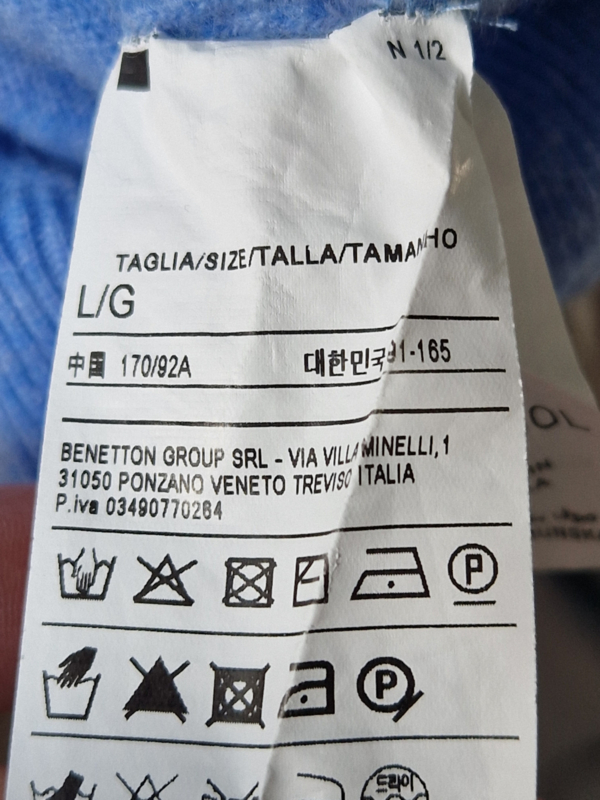 N 1/2
TAGLIA/SIZE/TALLA/TAMANHO
L/G
中国 170/92A 대한민국 91-165
BENETTON GROUP SRL - VIA VILLA MINELLI, 1
31050 PONZANO VENETO TREVISO ITALIA
P.iva 03490770264
P
P
드라이
OL